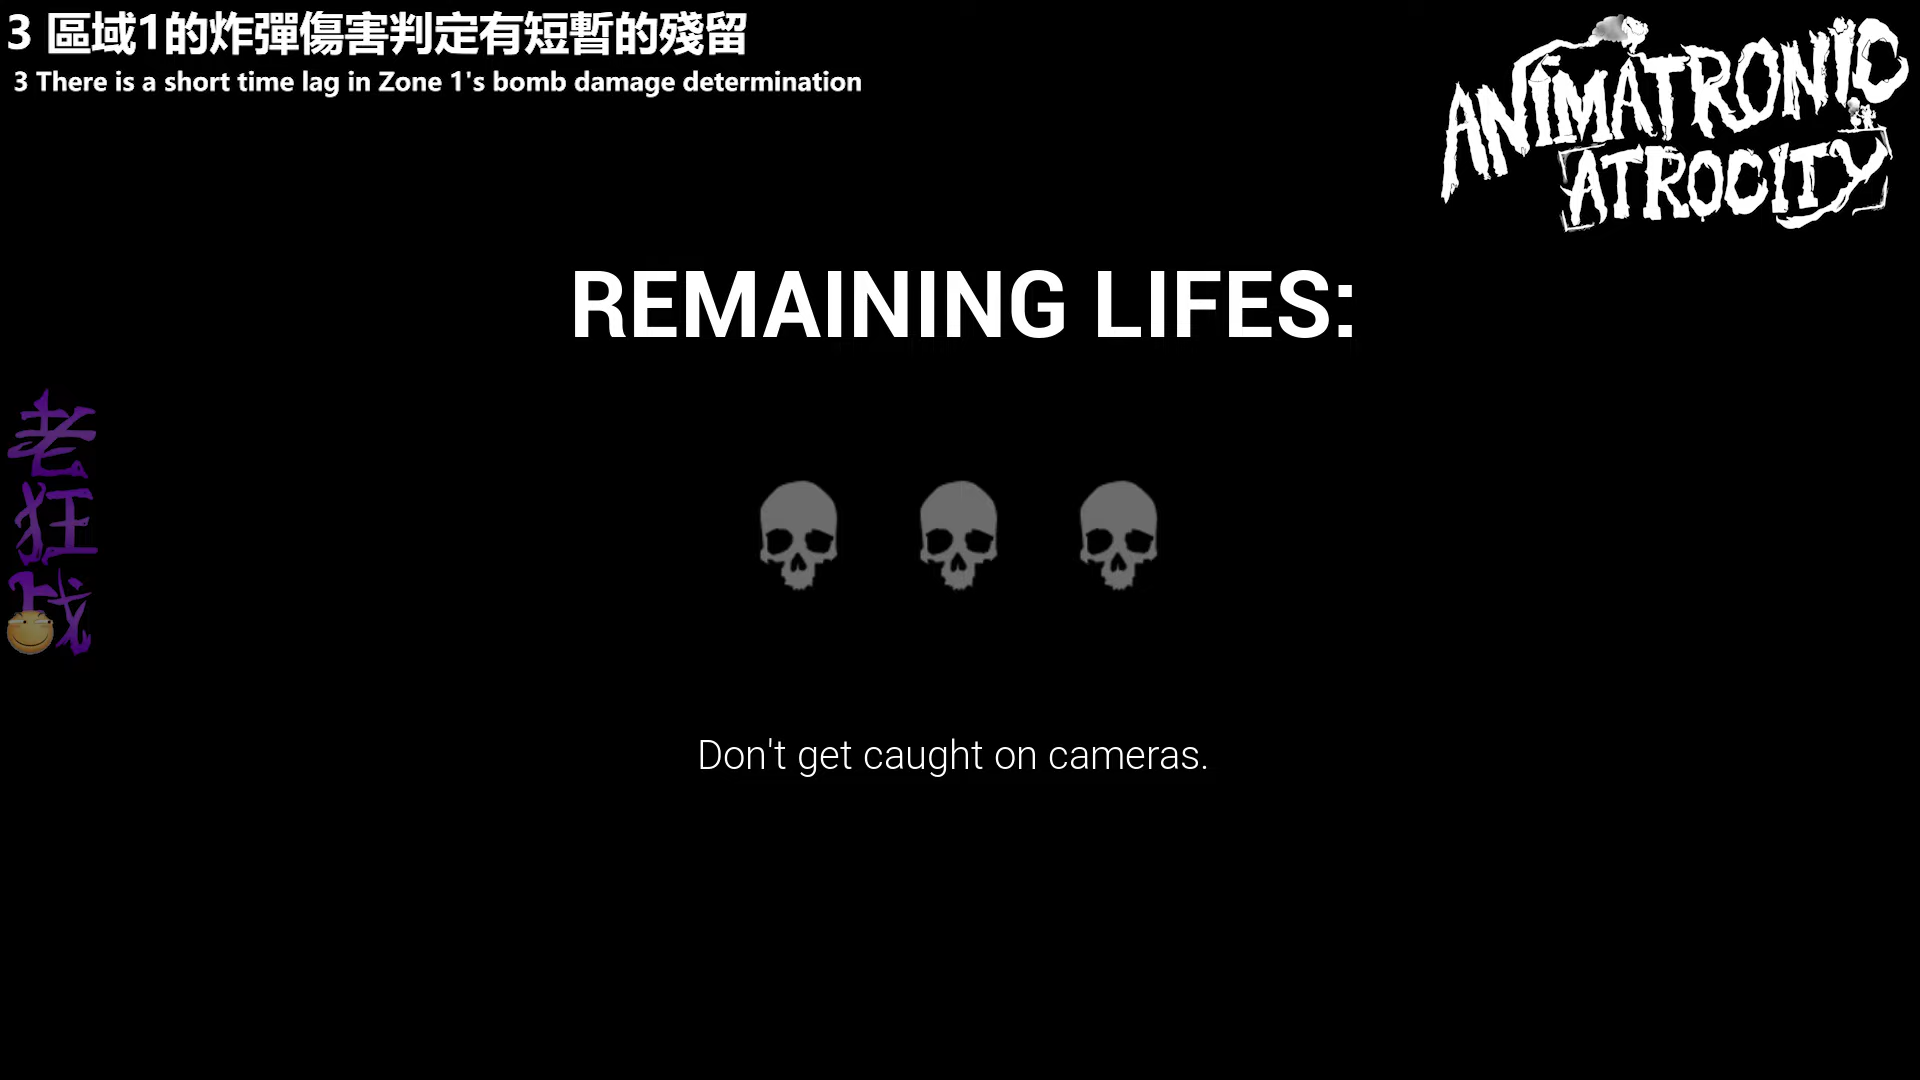 3 區域1的炸彈傷害判定有短暫的殘留
3 There is a short time lag in Zone 1's bomb damage determination
ANIMATRONIC
ATROCITY
REMAINING LIFES:
老狂戏
Don't get caught on cameras.